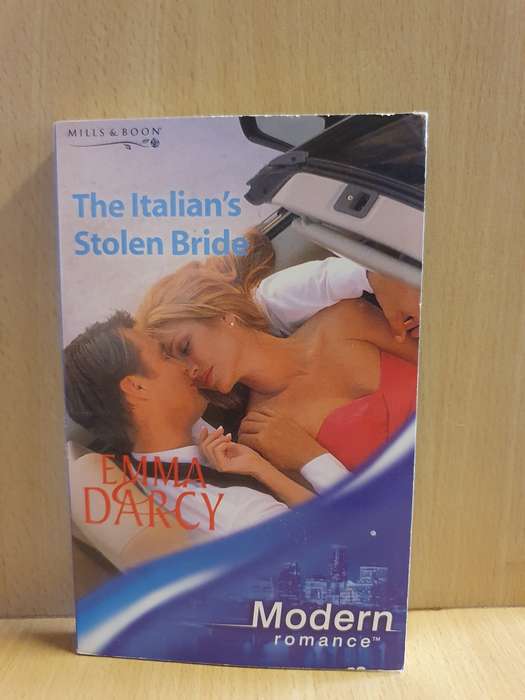 MILLS & BOON®
The Italian's
Stolen Bride
EMMA
DARCY
Modern
romance™